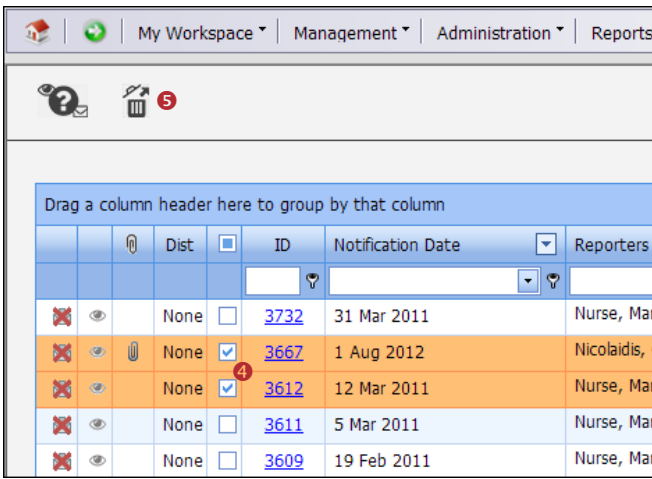 My Workspace Management Administration Reports
? 5
Drag a column header here to group by that column
Dist ID Notification Date Reporters
None 3732 31 Mar 2011 Nurse, Mar
None 3667 1 Aug 2012 Nicolaidis,
4
None 3612 12 Mar 2011 Nurse, Mar
None 3611 5 Mar 2011 Nurse, Mar
None 3609 19 Feb 2011 Nurse, Mar